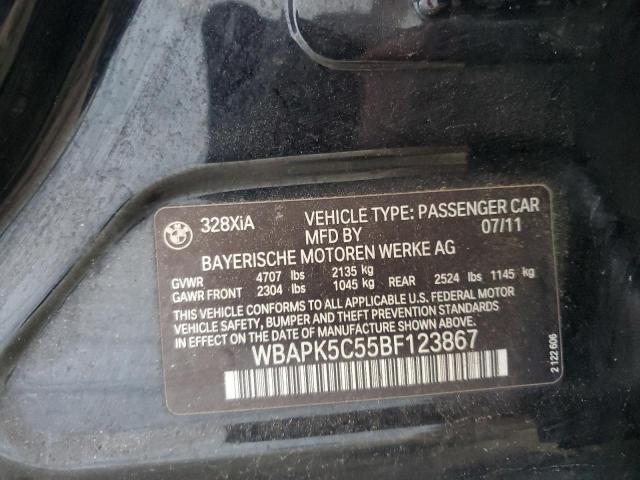 BMW
328XiA VEHICLE TYPE: PASSENGER CAR
MFD BY 07/11
BAYERISCHE MOTOREN WERKE AG
GVWR 4707 lbs 2135 kg
GAWR FRONT 2304 lbs 1045 kg REAR 2524 lbs 1145 kg
THIS VEHICLE CONFORMS TO ALL APPLICABLE U.S. FEDERAL MOTOR
VEHICLE SAFETY, BUMPER AND THEFT PREVENTION STANDARDS
IN EFFECT ON THE DATE OF MANUFACTURE SHOWN ABOVE.
WBAPK5C55BF123867
2 122 606